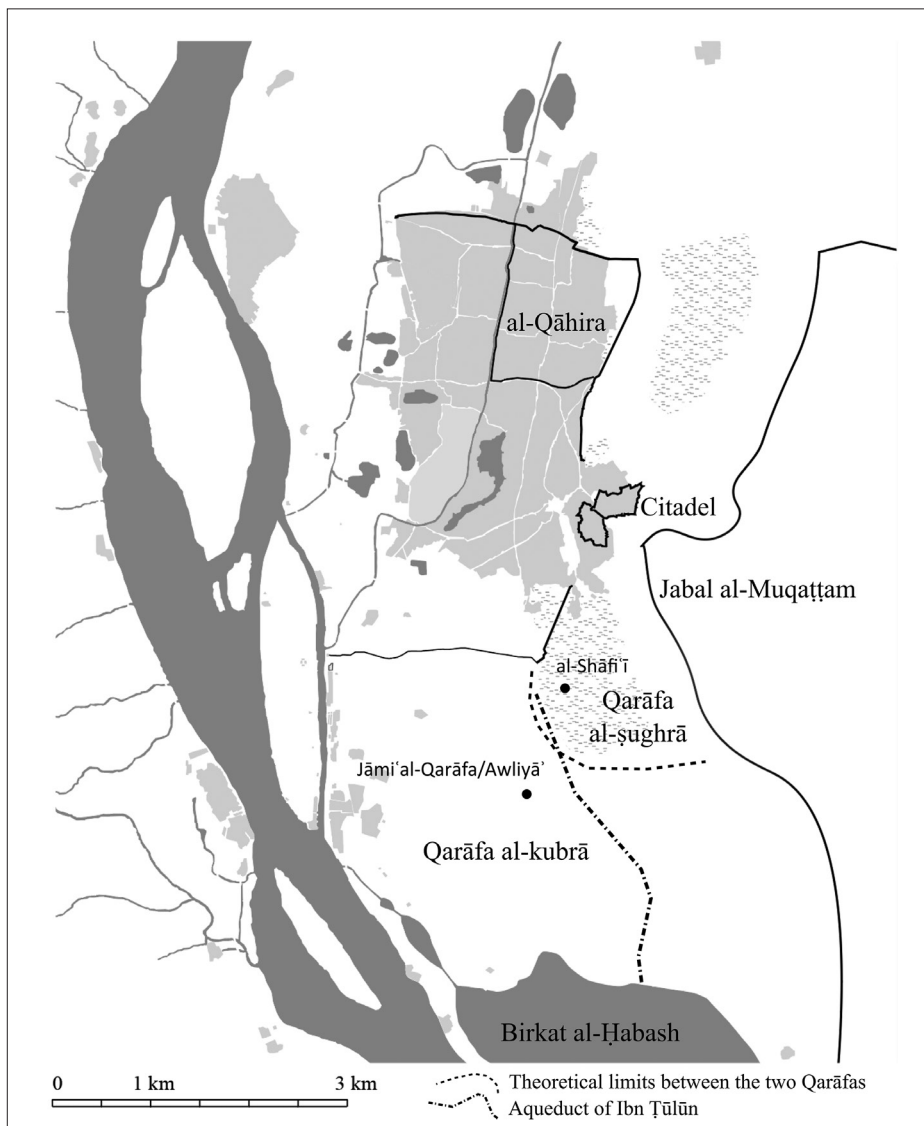 al-Qāhira
Citadel
Jabal al-Muqaṭṭam
al-Shāfiʿī
Qarāfa
al-ṣughrā
Jāmiʿal-Qarāfa/Awliyāʾ
Qarāfa al-kubrā
Birkat al-Ḥabash
0 1 km 3 km
Theoretical limits between the two Qarāfas
Aqueduct of Ibn Ṭūlūn